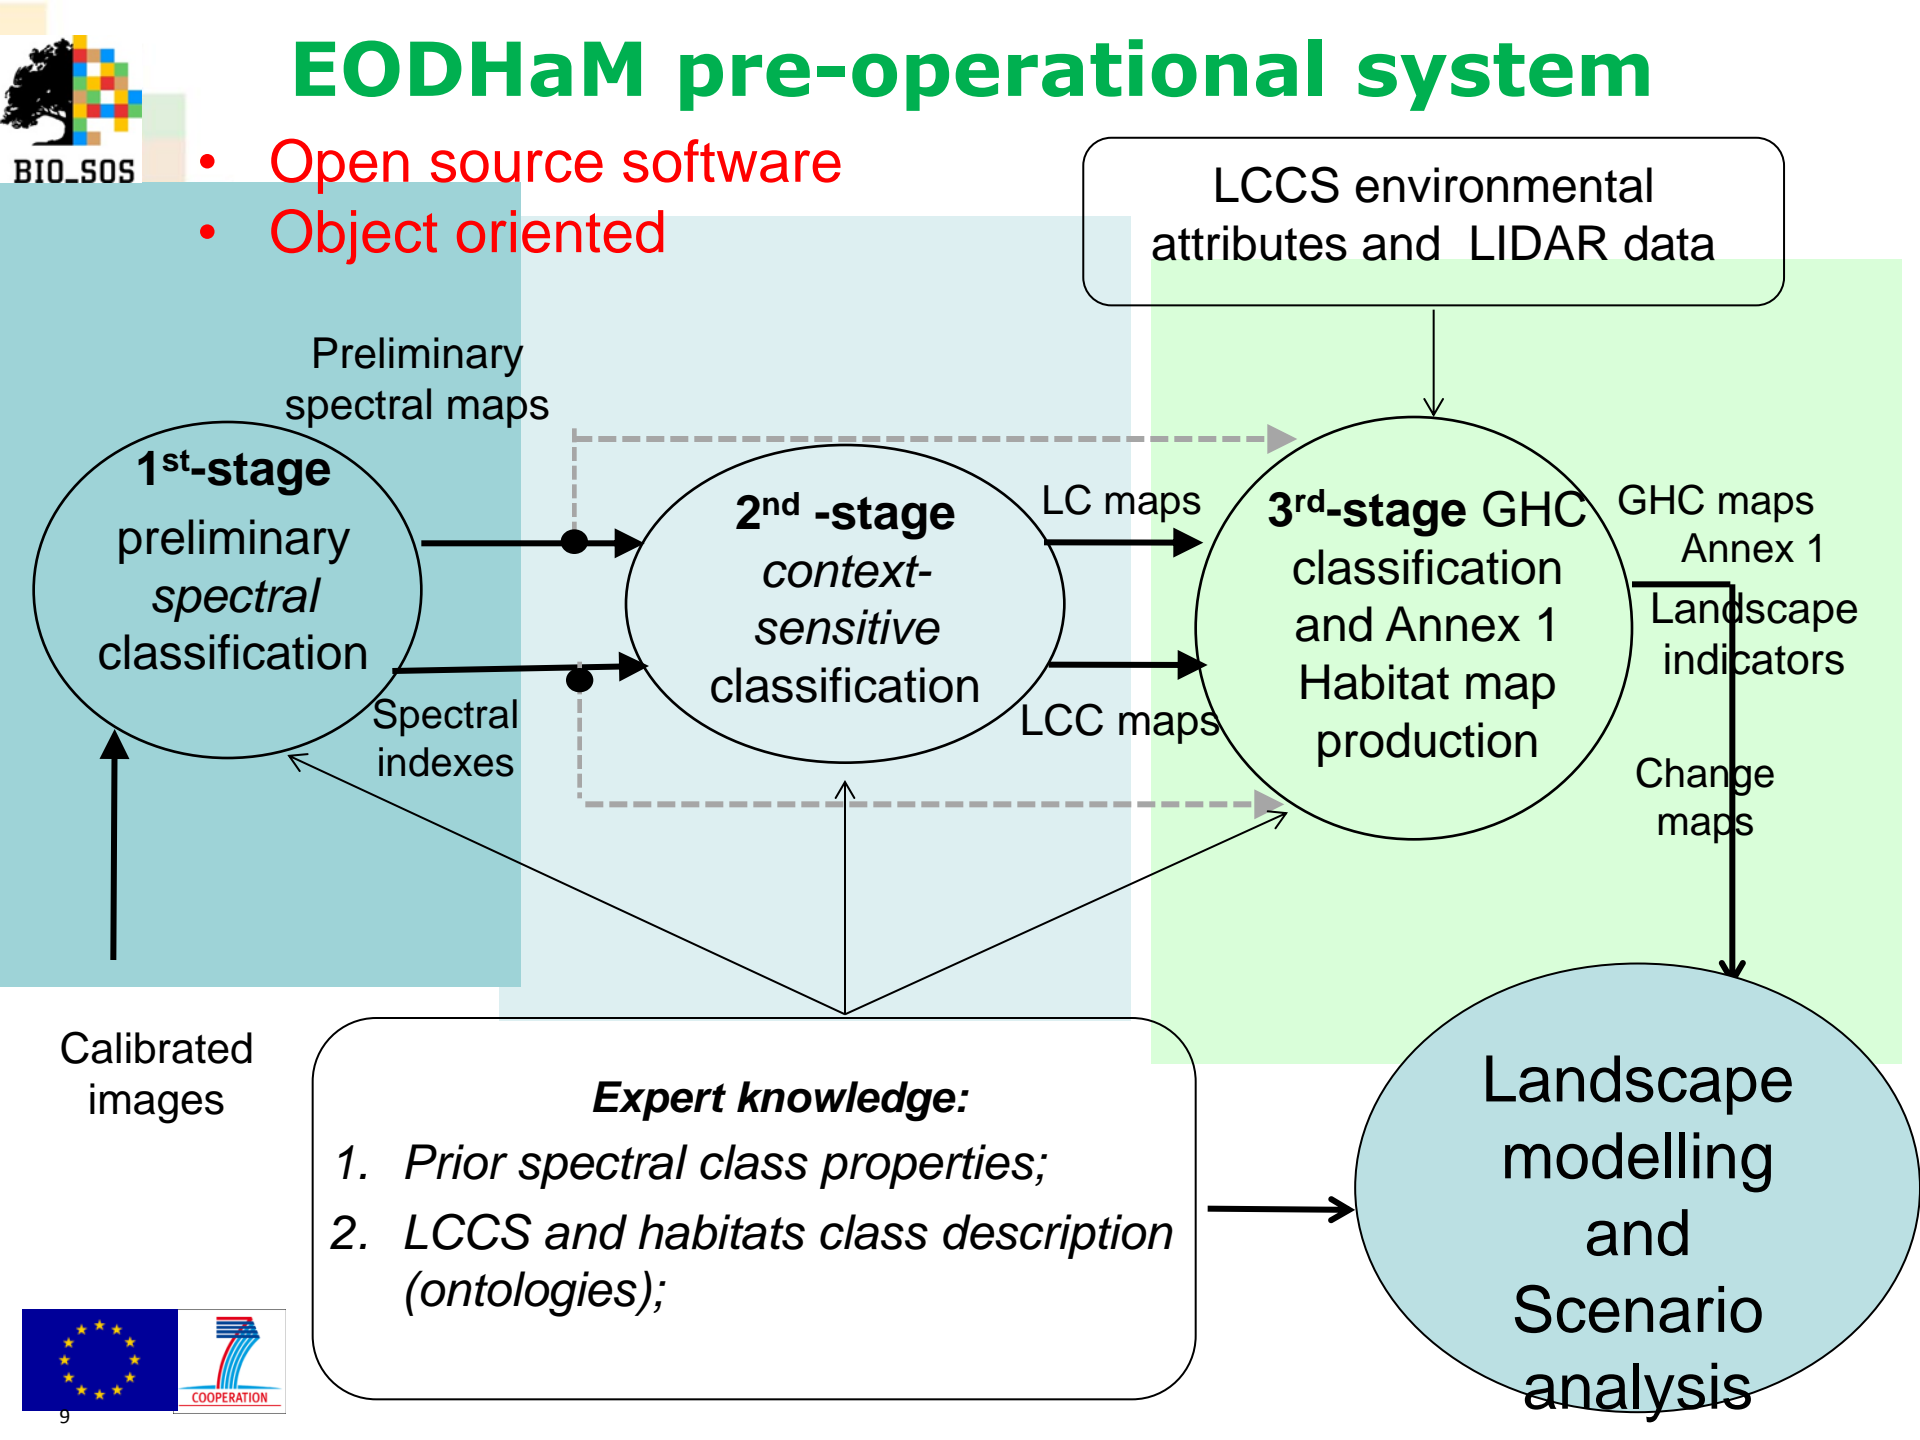 EODHaM pre-operational system
BIO_SOS
• Open source software
• Object oriented
LCCS environmental
attributes and LIDAR data
Preliminary
spectral maps
1st-stage
preliminary
spectral
classification
2nd -stage
context-
sensitive
classification
LC maps
LCC maps
3rd-stage GHC
classification
and Annex 1
Habitat map
production
GHC maps
Annex 1
Landscape
indicators
Change
maps
Spectral
indexes
Calibrated
images
Expert knowledge:
1. Prior spectral class properties;
2. LCCS and habitats class description
(ontologies);
Landscape
modelling
and
Scenario
analysis
7
COOPERATION
9